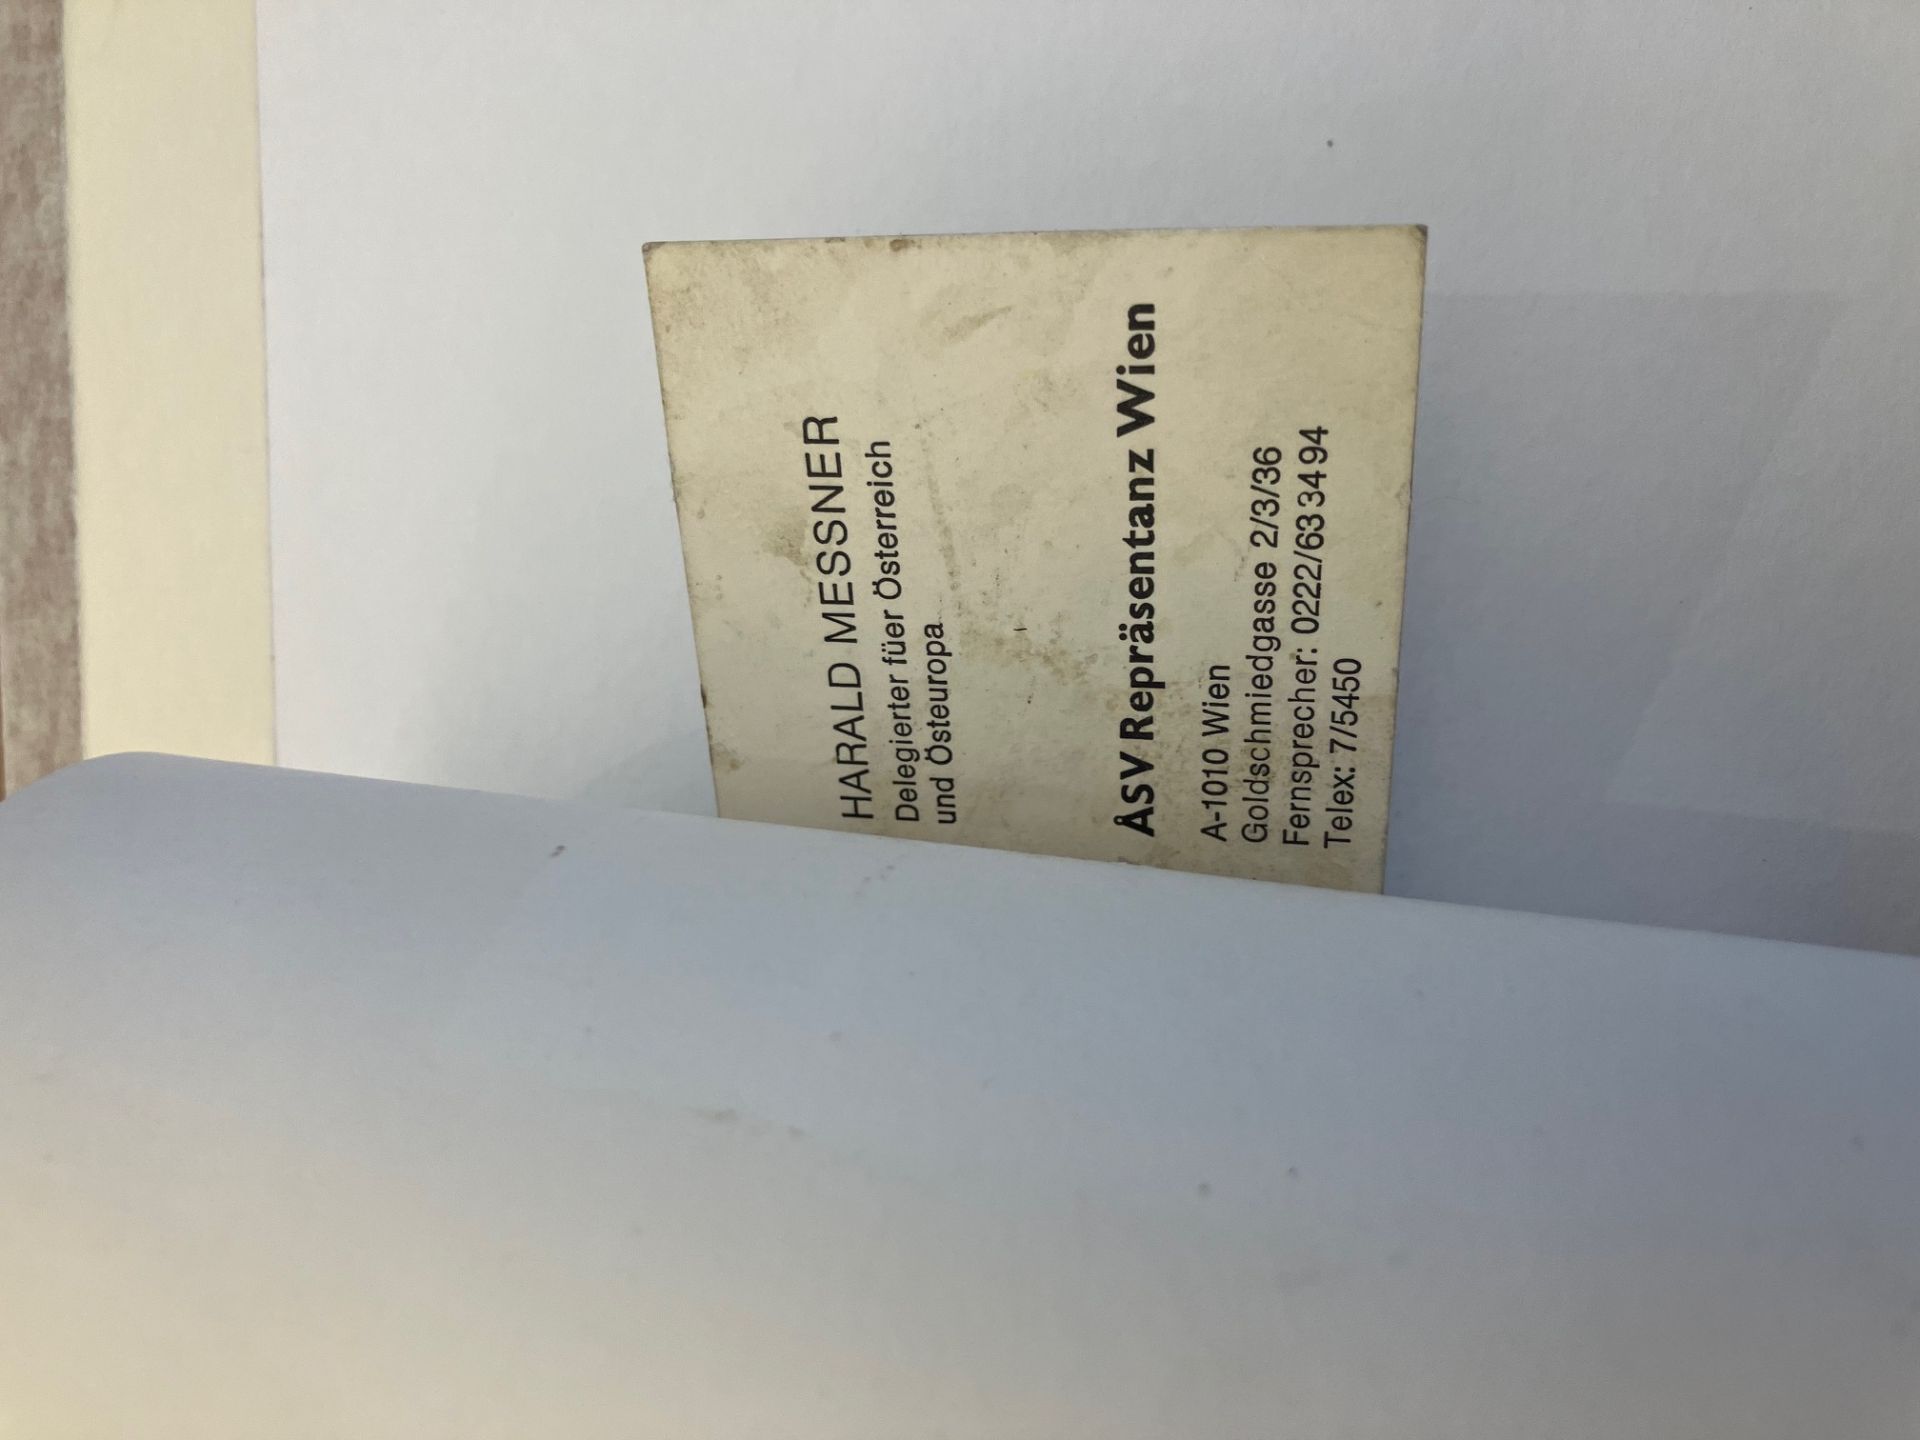 HARALD MESSNER
Delegierter füer Österreich
und Östeuropa
ÅSV Repräsentanz Wien
A-1010 Wien
Goldschmiedgasse 2/3/36
Fernsprecher: 0222/63 34 94
Telex: 7/5450